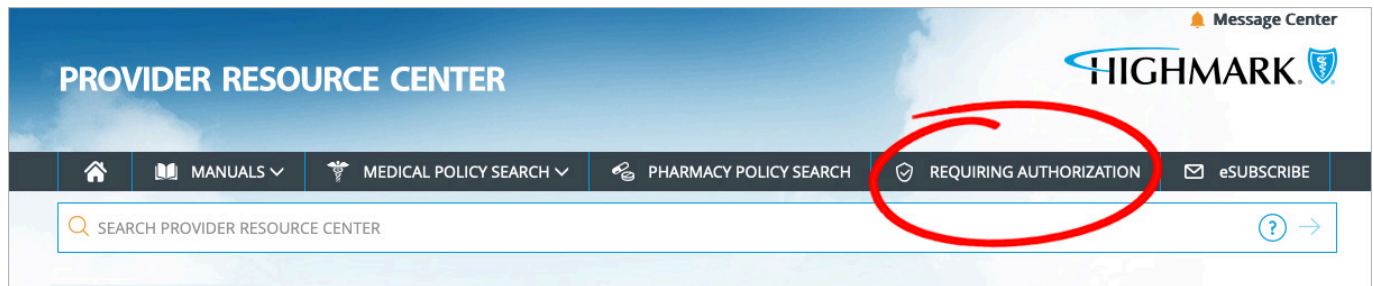 Message Center
PROVIDER RESOURCE CENTER
HIGHMARK.
MANUALS MEDICAL POLICY SEARCH PHARMACY POLICY SEARCH REQUIRING AUTHORIZATION eSUBSCRIBE
SEARCH PROVIDER RESOURCE CENTER ?